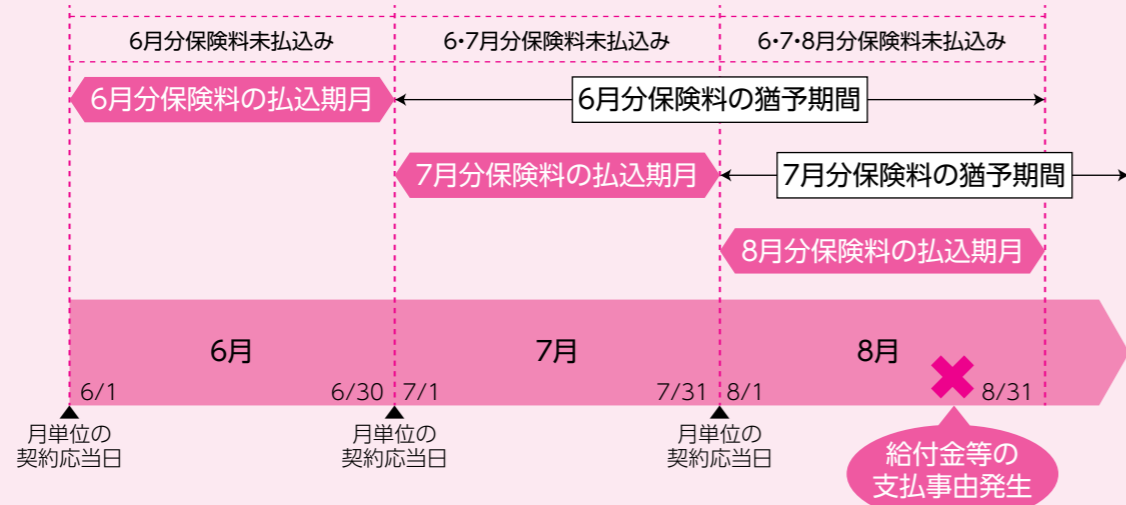 6月分保険料未払込み
6・7月分保険料未払込み
6・7・8月分保険料未払込み
6月分保険料の払込期月
6月分保険料の猶予期間
7月分保険料の払込期月
7月分保険料の猶予期間
8月分保険料の払込期月
6月
7月
8月
6/1
6/30
7/1
7/31
8/1
8/31
月単位の
契約応当日
月単位の
契約応当日
月単位の
契約応当日
給付金等の
支払事由発生